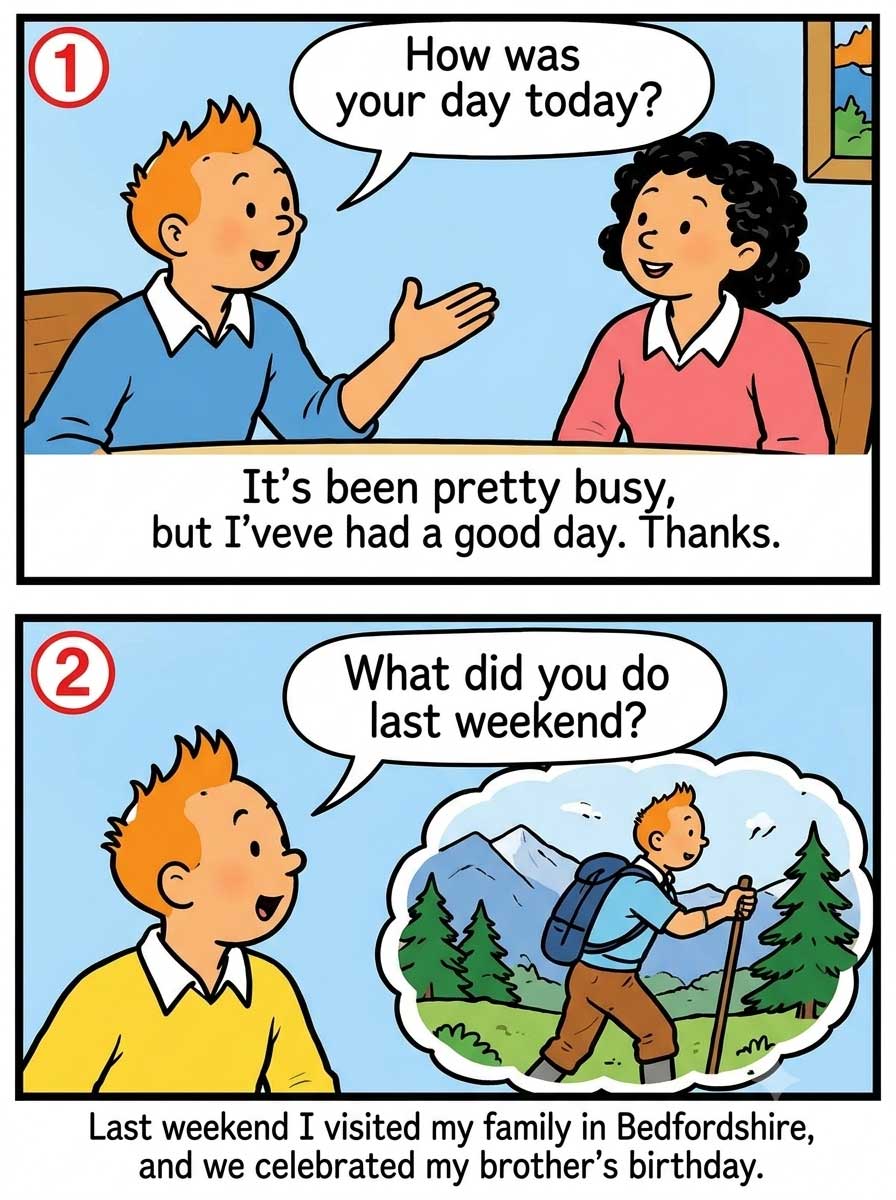 1
How was
your day today?
It's been pretty busy,
but I'veve had a good day. Thanks.
2
What did you do
last weekend?
Last weekend I visited my family in Bedfordshire,
and we celebrated my brother's birthday.